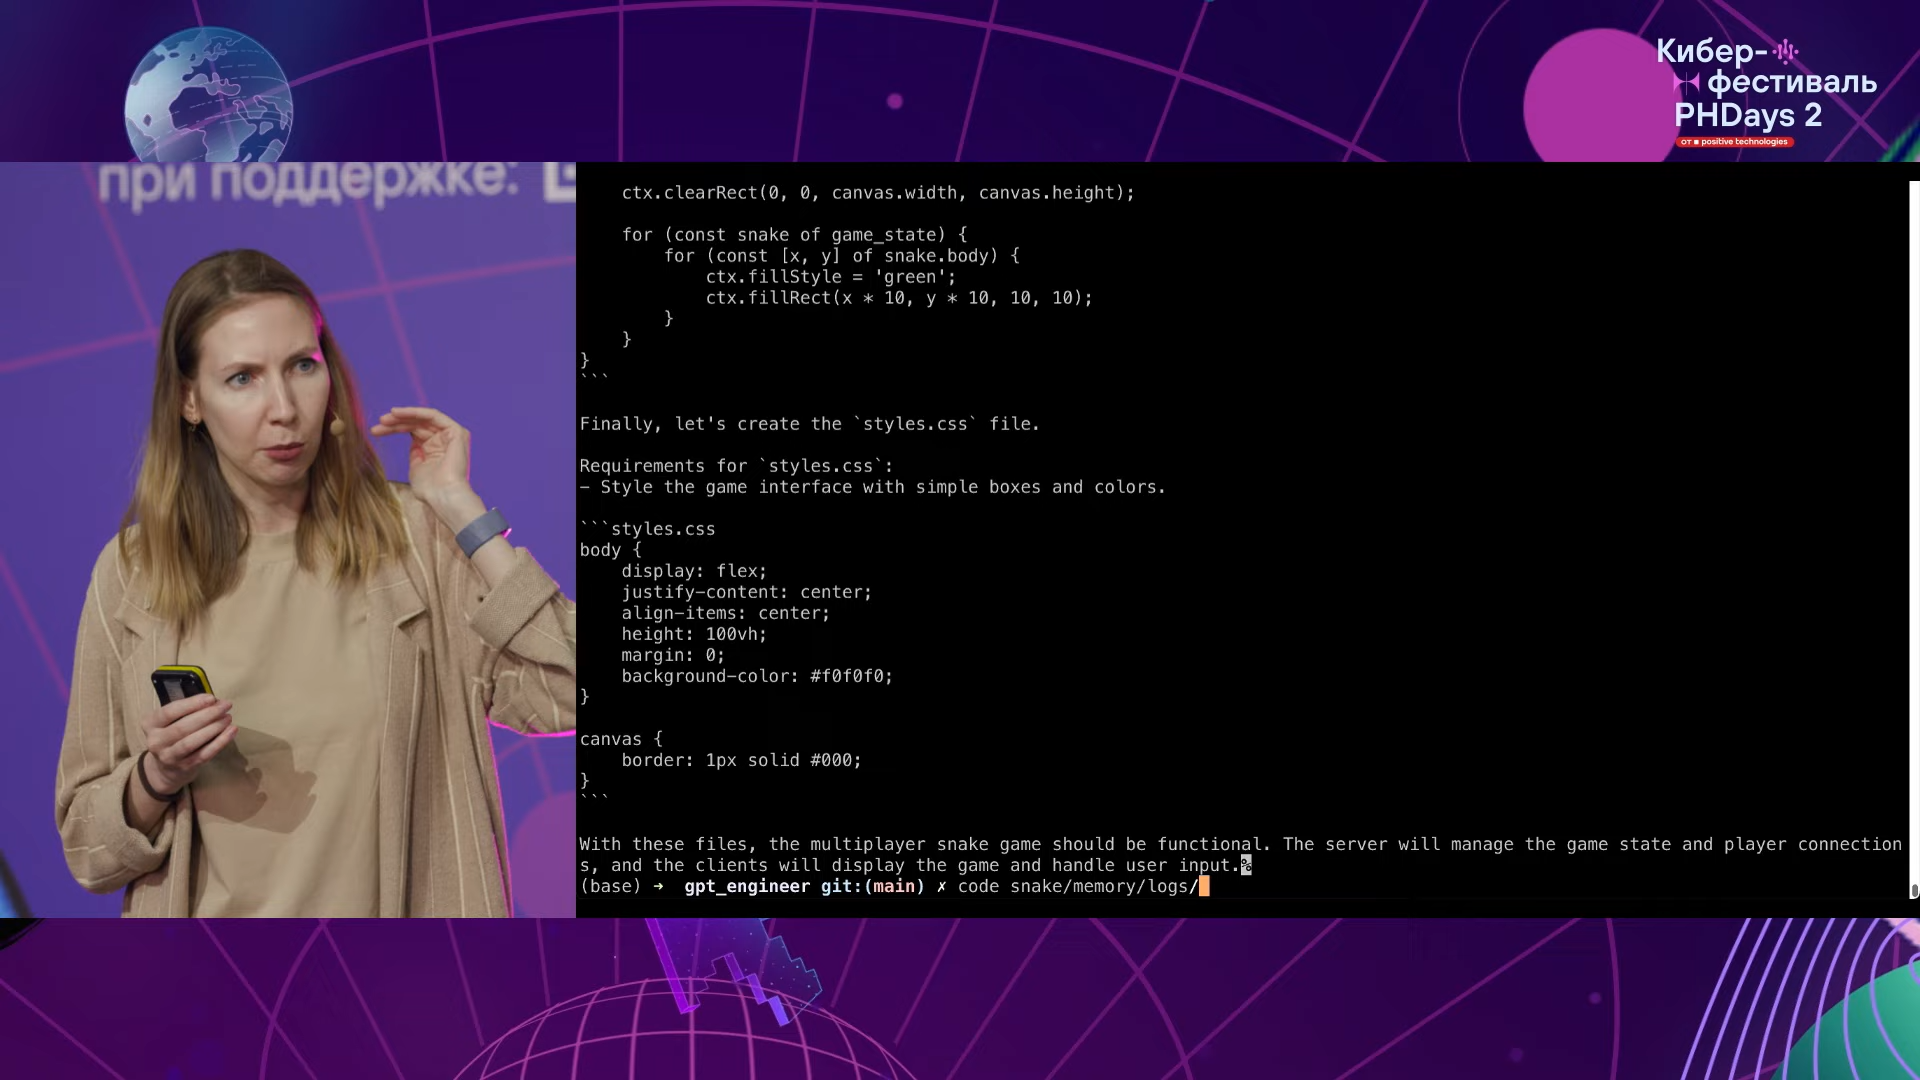 Кибер-
фестиваль
PHDays 2
от positive technologies
при поддержке:
    ctx.clearRect(0, 0, canvas.width, canvas.height);
    for (const snake of game_state) {
        for (const [x, y] of snake.body) {
            ctx.fillStyle = 'green';
            ctx.fillRect(x * 10, y * 10, 10, 10);
        }
    }
}
```
Finally, let's create the `styles.css` file.
Requirements for `styles.css`:
- Style the game interface with simple boxes and colors.
```styles.css
body {
    display: flex;
    justify-content: center;
    align-items: center;
    height: 100vh;
    margin: 0;
    background-color: #f0f0f0;
}
canvas {
    border: 1px solid #000;
}
```
With these files, the multiplayer snake game should be functional. The server will manage the game state and player connection
s, and the clients will display the game and handle user input.%
(base) → gpt_engineer git:(main) ✗ code snake/memory/logs/